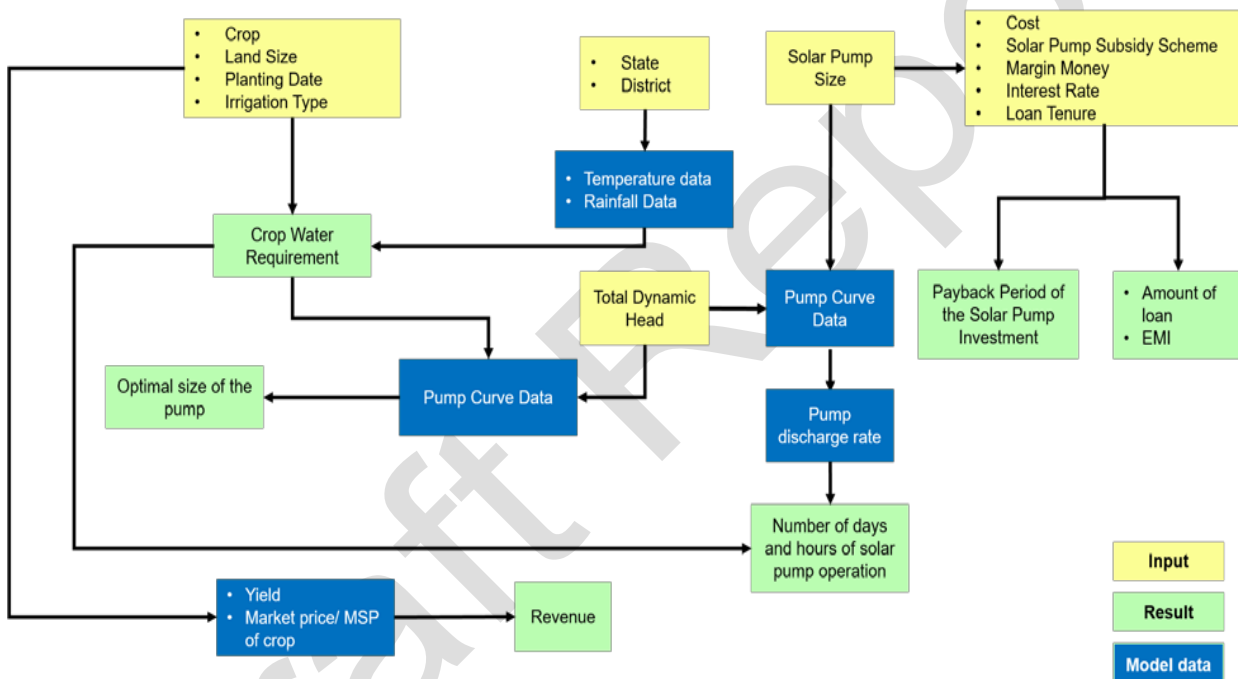 • Crop
• Land Size
• Planting Date
• Irrigation Type
• State
• District
Solar Pump
Size
• Cost
• Solar Pump Subsidy Scheme
• Margin Money
• Interest Rate
• Loan Tenure
• Temperature data
• Rainfall Data
Crop Water
Requirement
Total Dynamic
Head
Pump Curve
Data
Payback Period of
the Solar Pump
Investment
• Amount of
loan
• EMI
Optimal size of the
pump
Pump Curve Data
Pump
discharge rate
Number of days
and hours of solar
pump operation
• Yield
• Market price/ MSP
of crop
Revenue
Input
Result
Model data
raft Repo